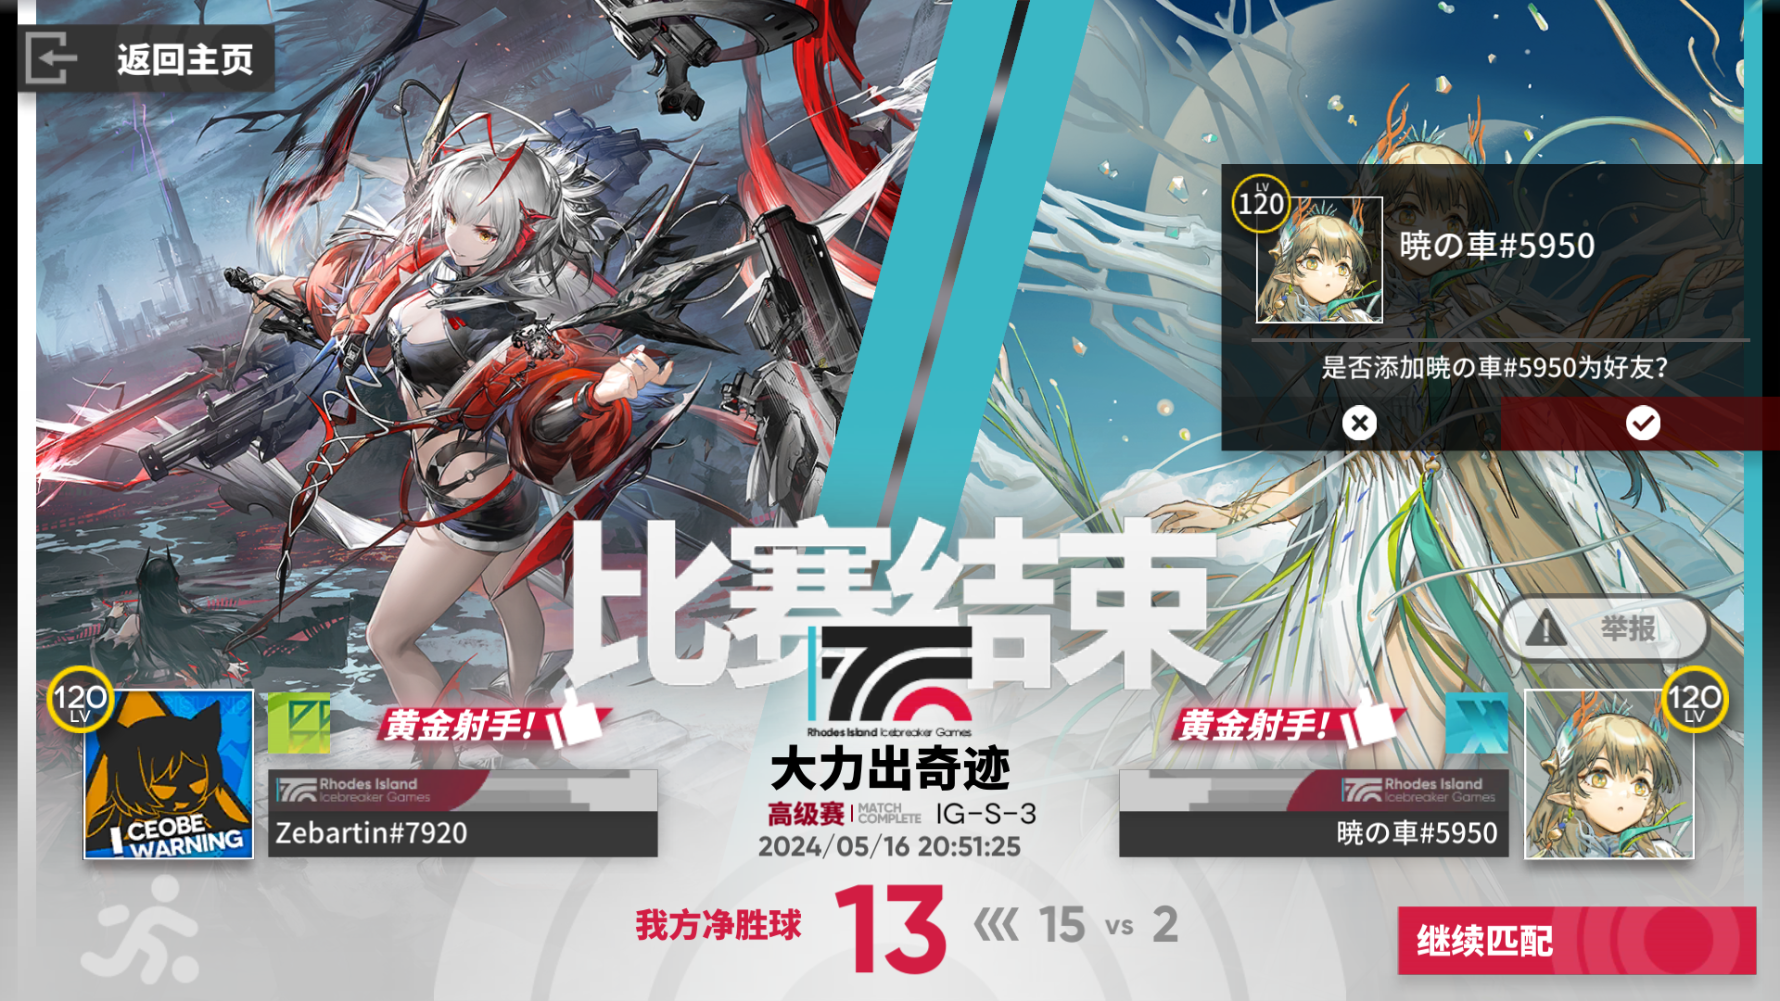 返回主页
LV
120
暁の車#5950
是否添加暁の車#5950为好友？
比赛结束
举报
120
LV
I CEOBE
WARNING
黄金射手!
Rhodes Island
Icebreaker Games
Zebartin#7920
Rhodes Island Icebreaker Games
大力出奇迹
高级赛 MATCH COMPLETE IG-S-3
2024/05/16 20:51:25
黄金射手!
Rhodes Island
Icebreaker Games
暁の車#5950
120
LV
我方净胜球 13 15 vs 2
继续匹配